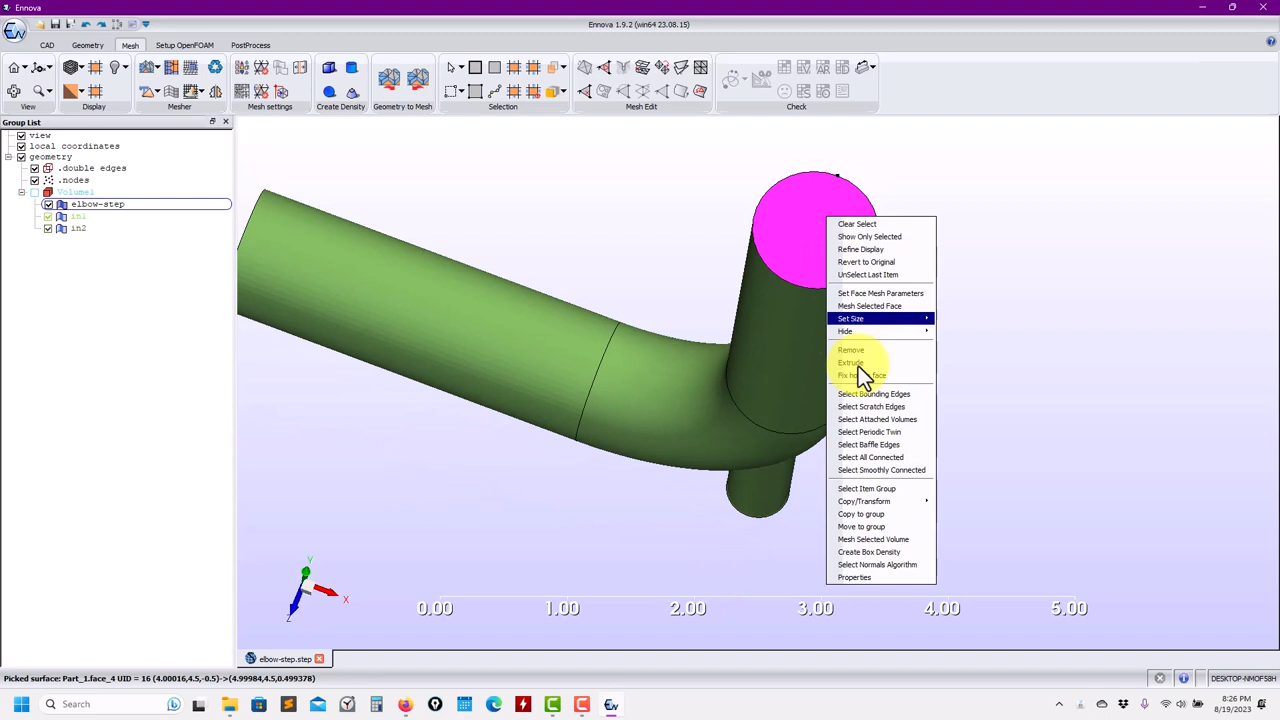 Ennova
Ennova 1.9.2 (win64 23.08.15)
CAD Geometry Mesh Setup OpenFOAM PostProcess
View Display Mesher Mesh settings Create Density Geometry to Mesh Selection Mesh Edit Check
Group List
view
local coordinates
geometry
.double edges
.nodes
Volume1
elbow-step
in1
in2
Clear Select
Show Only Selected
Refine Display
Revert to Original
UnSelect Last Item
Set Face Mesh Parameters
Mesh Selected Face
Set Size
Hide
Remove
Extrude
Select Bounding Edges
Select Scratch Edges
Select Attached Volumes
Select Periodic Twin
Select Baffle Edges
Select All Connected
Select Smoothly Connected
Select Item Group
Copy/Transform
Copy to group
Move to group
Mesh Selected Volume
Create Box Density
Select Normals Algorithm
Properties
Y
X
Z
0.00 1.00 2.00 3.00 4.00 5.00
elbow-step.step
Picked surface: Part_1.face_4 UID = 16 (4.00016,4.5,-0.5)->(4.99984,4.5,0.499378)
DESKTOP-NMOF58H
Search
4:26 PM
8/19/2023